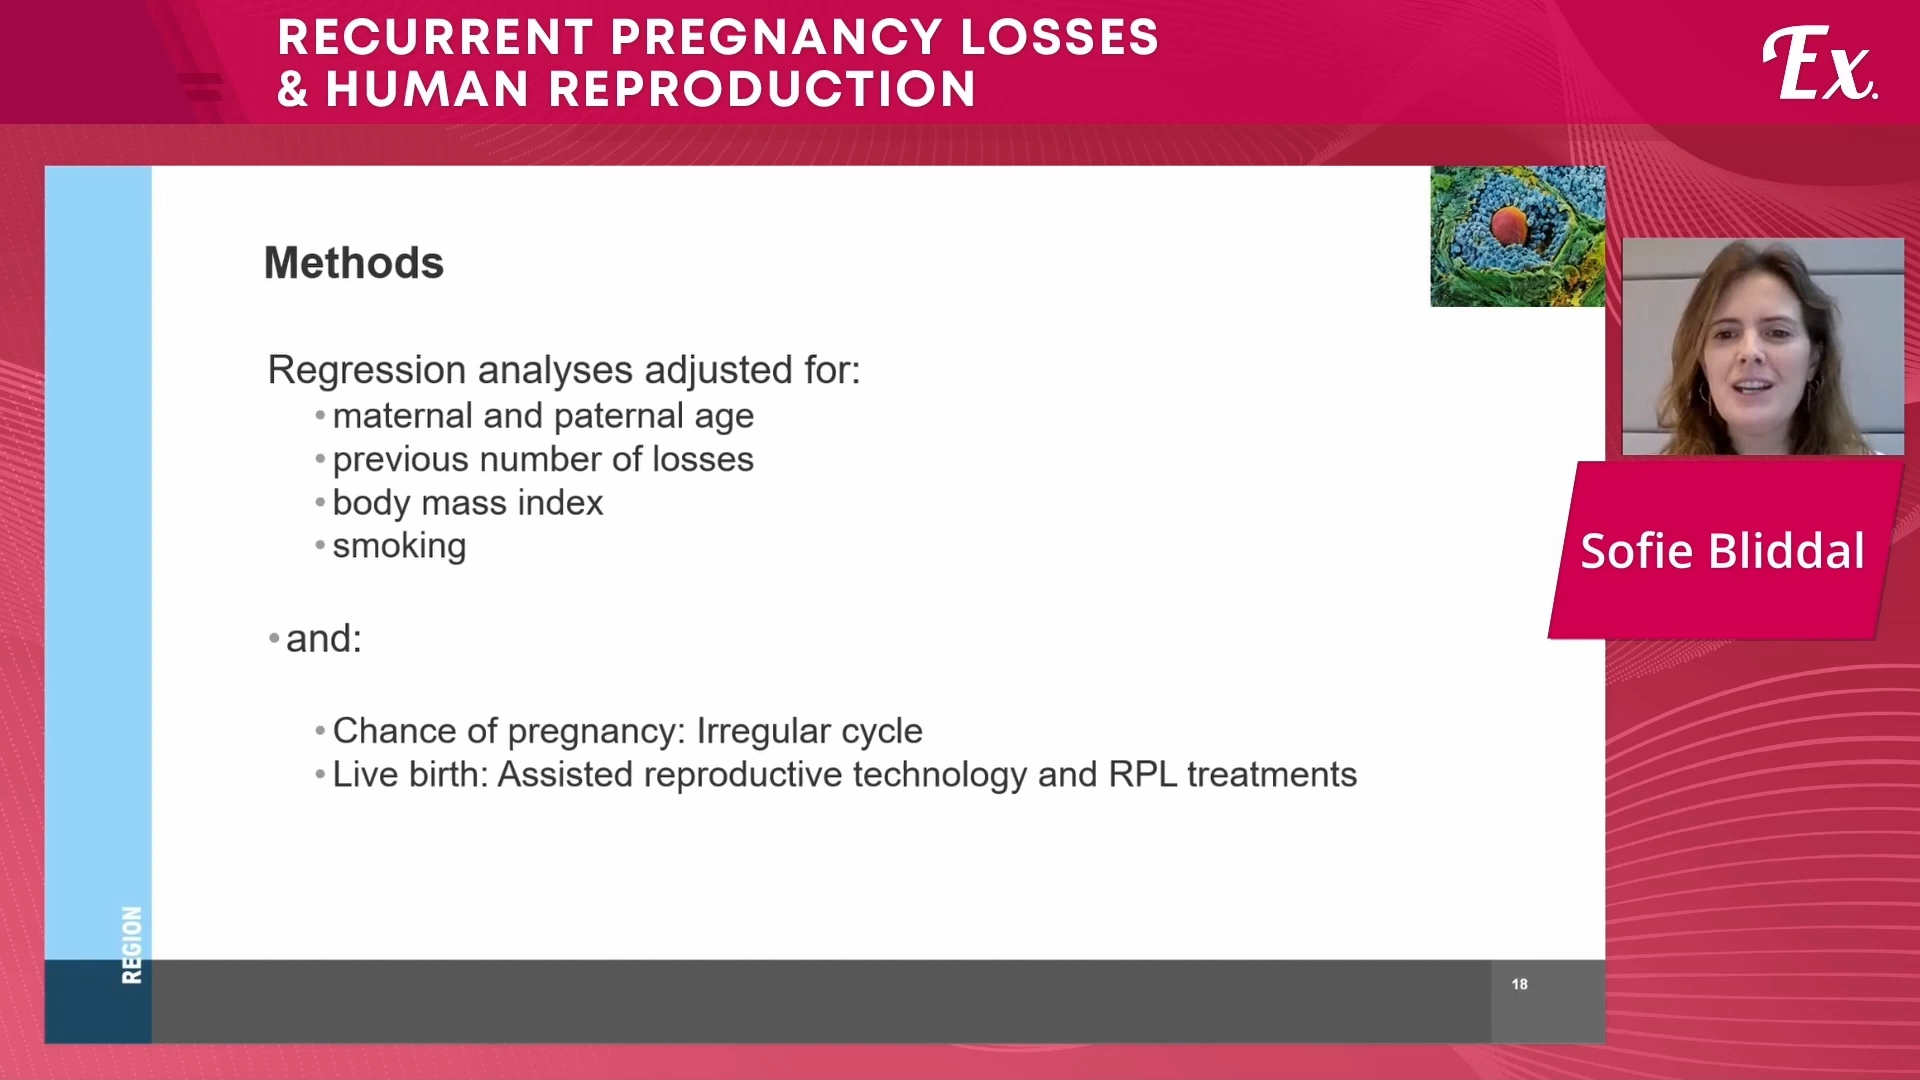 RECURRENT PREGNANCY LOSSES
& HUMAN REPRODUCTION
Ex.
Methods
Regression analyses adjusted for:
• maternal and paternal age
• previous number of losses
• body mass index
• smoking
• and:
• Chance of pregnancy: Irregular cycle
• Live birth: Assisted reproductive technology and RPL treatments
Sofie Bliddal
REGION
18